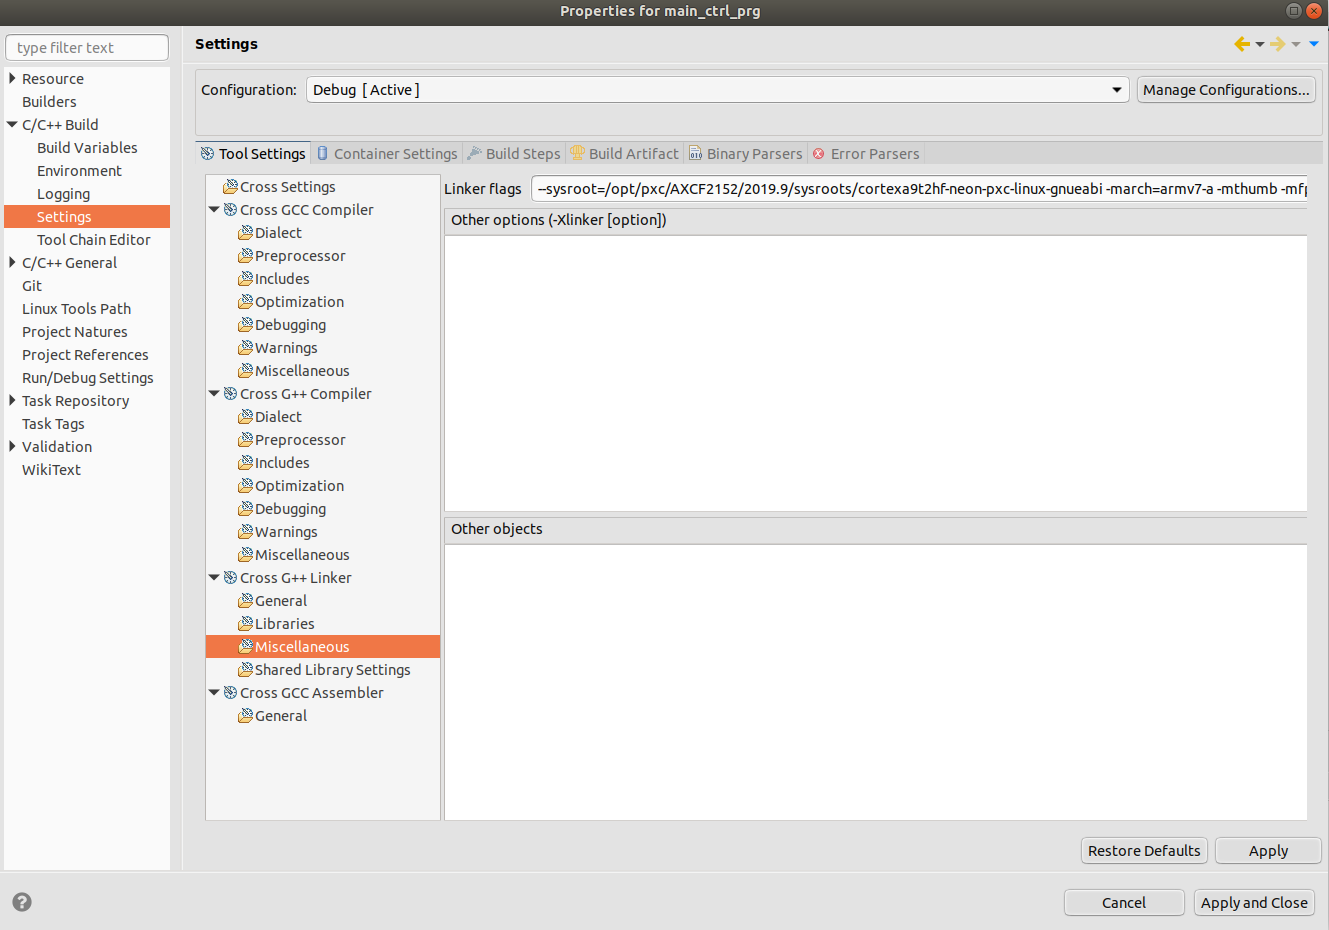 Properties for main_ctrl_prg
type filter text
Resource
Builders
C/C++ Build
Build Variables
Environment
Logging
Settings
Tool Chain Editor
C/C++ General
Git
Linux Tools Path
Project Natures
Project References
Run/Debug Settings
Task Repository
Task Tags
Validation
WikiText
Settings
Configuration: Debug [ Active ] Manage Configurations...
Tool Settings Container Settings Build Steps Build Artifact Binary Parsers Error Parsers
Cross Settings
Cross GCC Compiler
Dialect
Preprocessor
Includes
Optimization
Debugging
Warnings
Miscellaneous
Cross G++ Compiler
Dialect
Preprocessor
Includes
Optimization
Debugging
Warnings
Miscellaneous
Cross G++ Linker
General
Libraries
Miscellaneous
Shared Library Settings
Cross GCC Assembler
General
Linker flags --sysroot=/opt/pxc/AXCF2152/2019.9/sysroots/cortexa9t2hf-neon-pxc-linux-gnueabi -march=armv7-a -mthumb -mfp
Other options (-Xlinker [option])
Other objects
Restore Defaults Apply
? Cancel Apply and Close